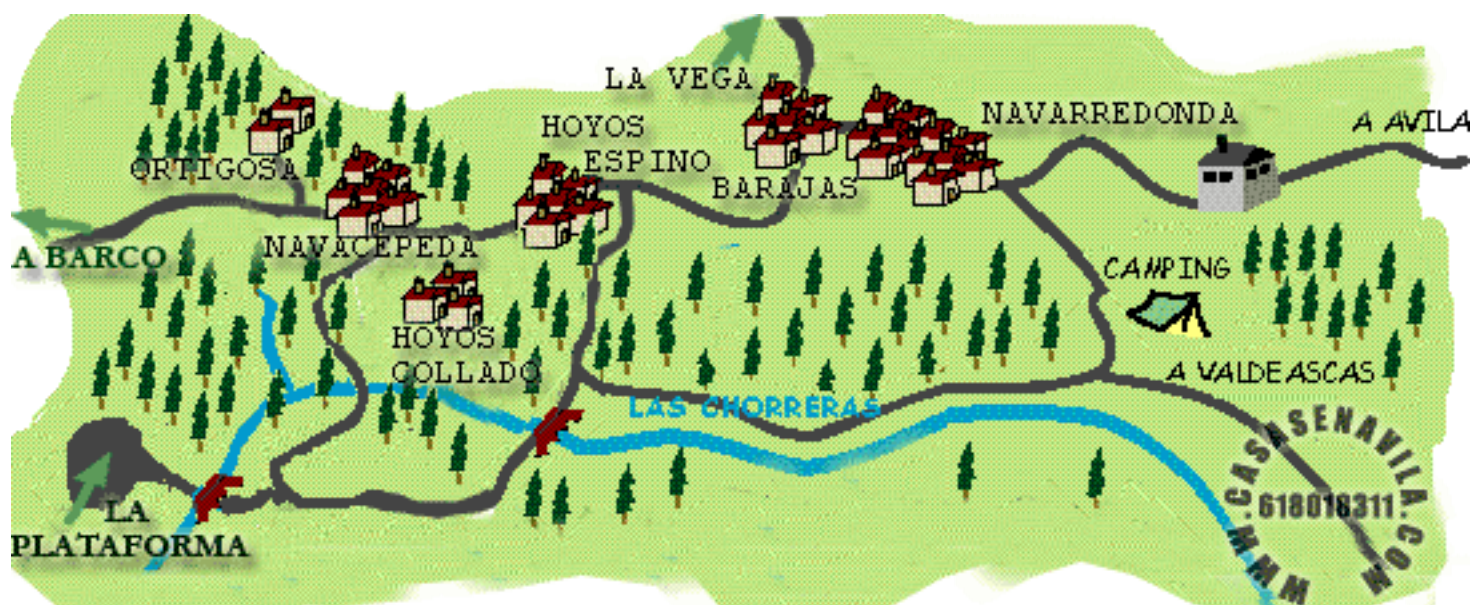 LA VEGA
HOYOS
ESPINO
NAVARREDONDA
A AVILA
ORTIGOSA
BARAJAS
NAVACEPEDA
A BARCO
CAMPING
HOYOS
COLLADO
A VALDEASCAS
LAS CHORRERAS
LA
PLATAFORMA
WWW.CASASENAVILA.COM
618018311